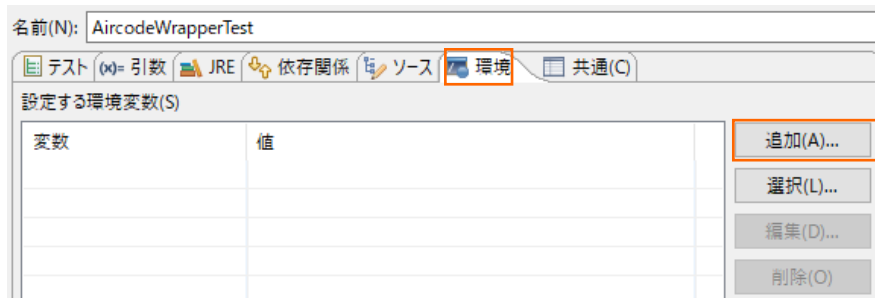 名前(N): AircodeWrapperTest
テスト (x)= 引数 JRE 依存関係 ソース 環境 共通(C)
設定する環境変数(S)
変数 値 追加(A)...
選択(L)...
編集(D)...
削除(O)